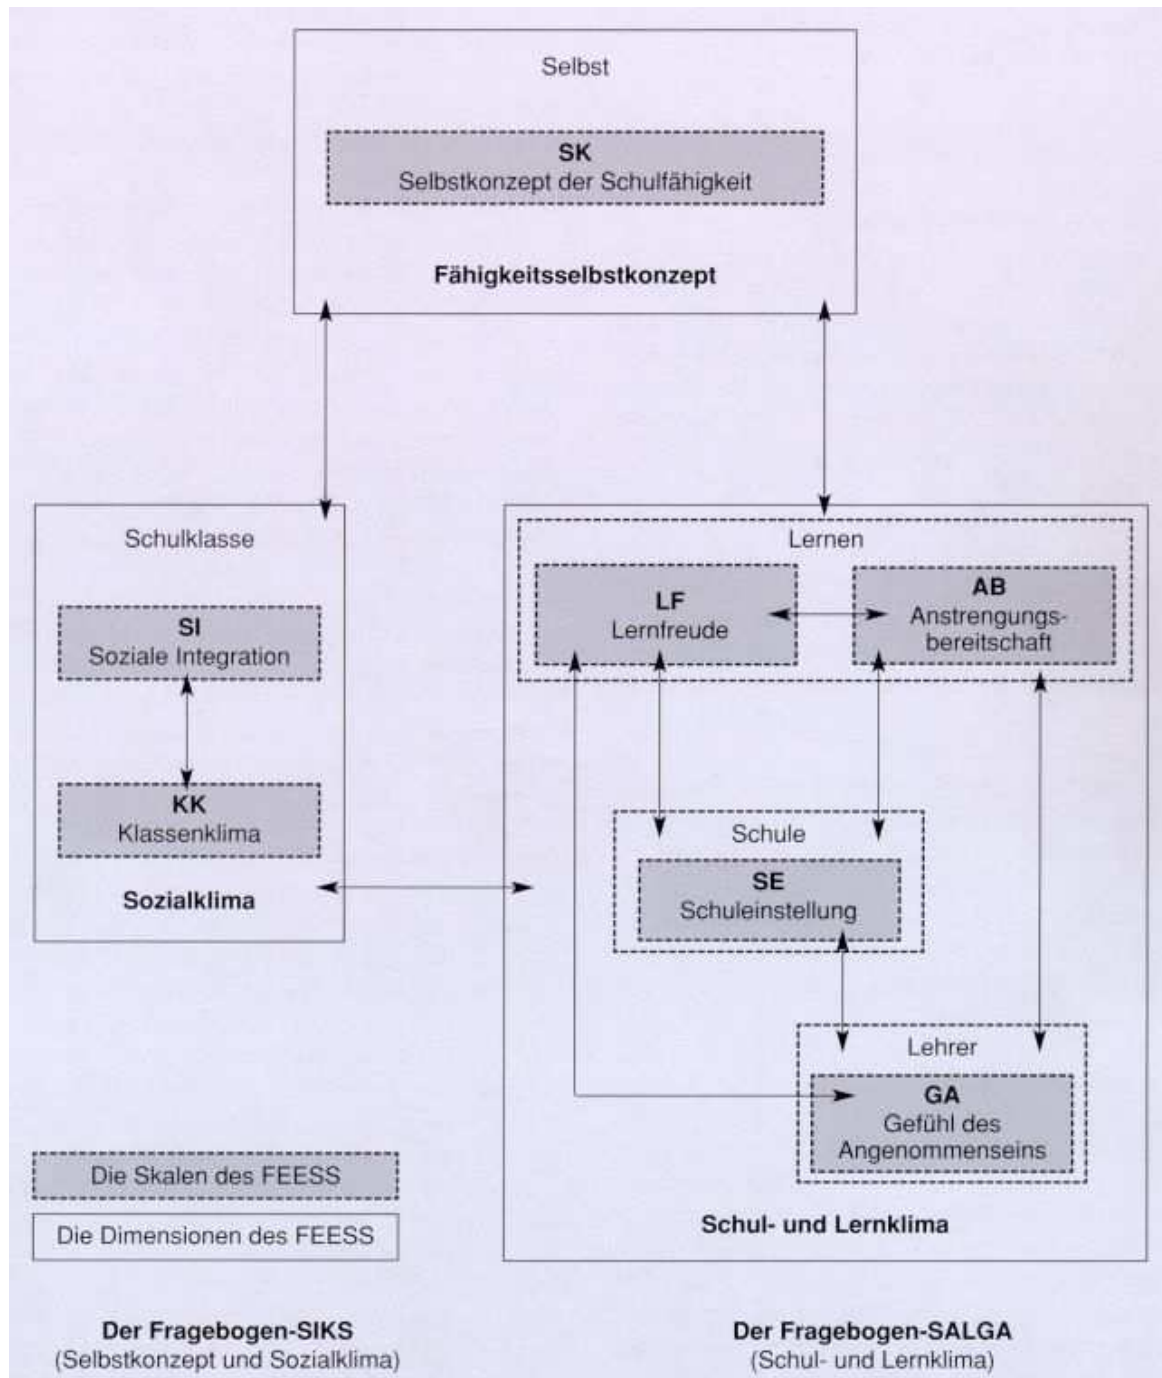 Selbst
SK
Selbstkonzept der Schulfähigkeit
Fähigkeitsselbstkonzept
Schulklasse
SI
Soziale Integration
KK
Klassenklima
Sozialklima
Lernen
LF
Lernfreude
AB
Anstrengungs-
bereitschaft
Schule
SE
Schuleinstellung
Lehrer
GA
Gefühl des
Angenommenseins
Schul- und Lernklima
Die Skalen des FEESS
Die Dimensionen des FEESS
Der Fragebogen-SIKS
(Selbstkonzept und Sozialklima)
Der Fragebogen-SALGA
(Schul- und Lernklima)